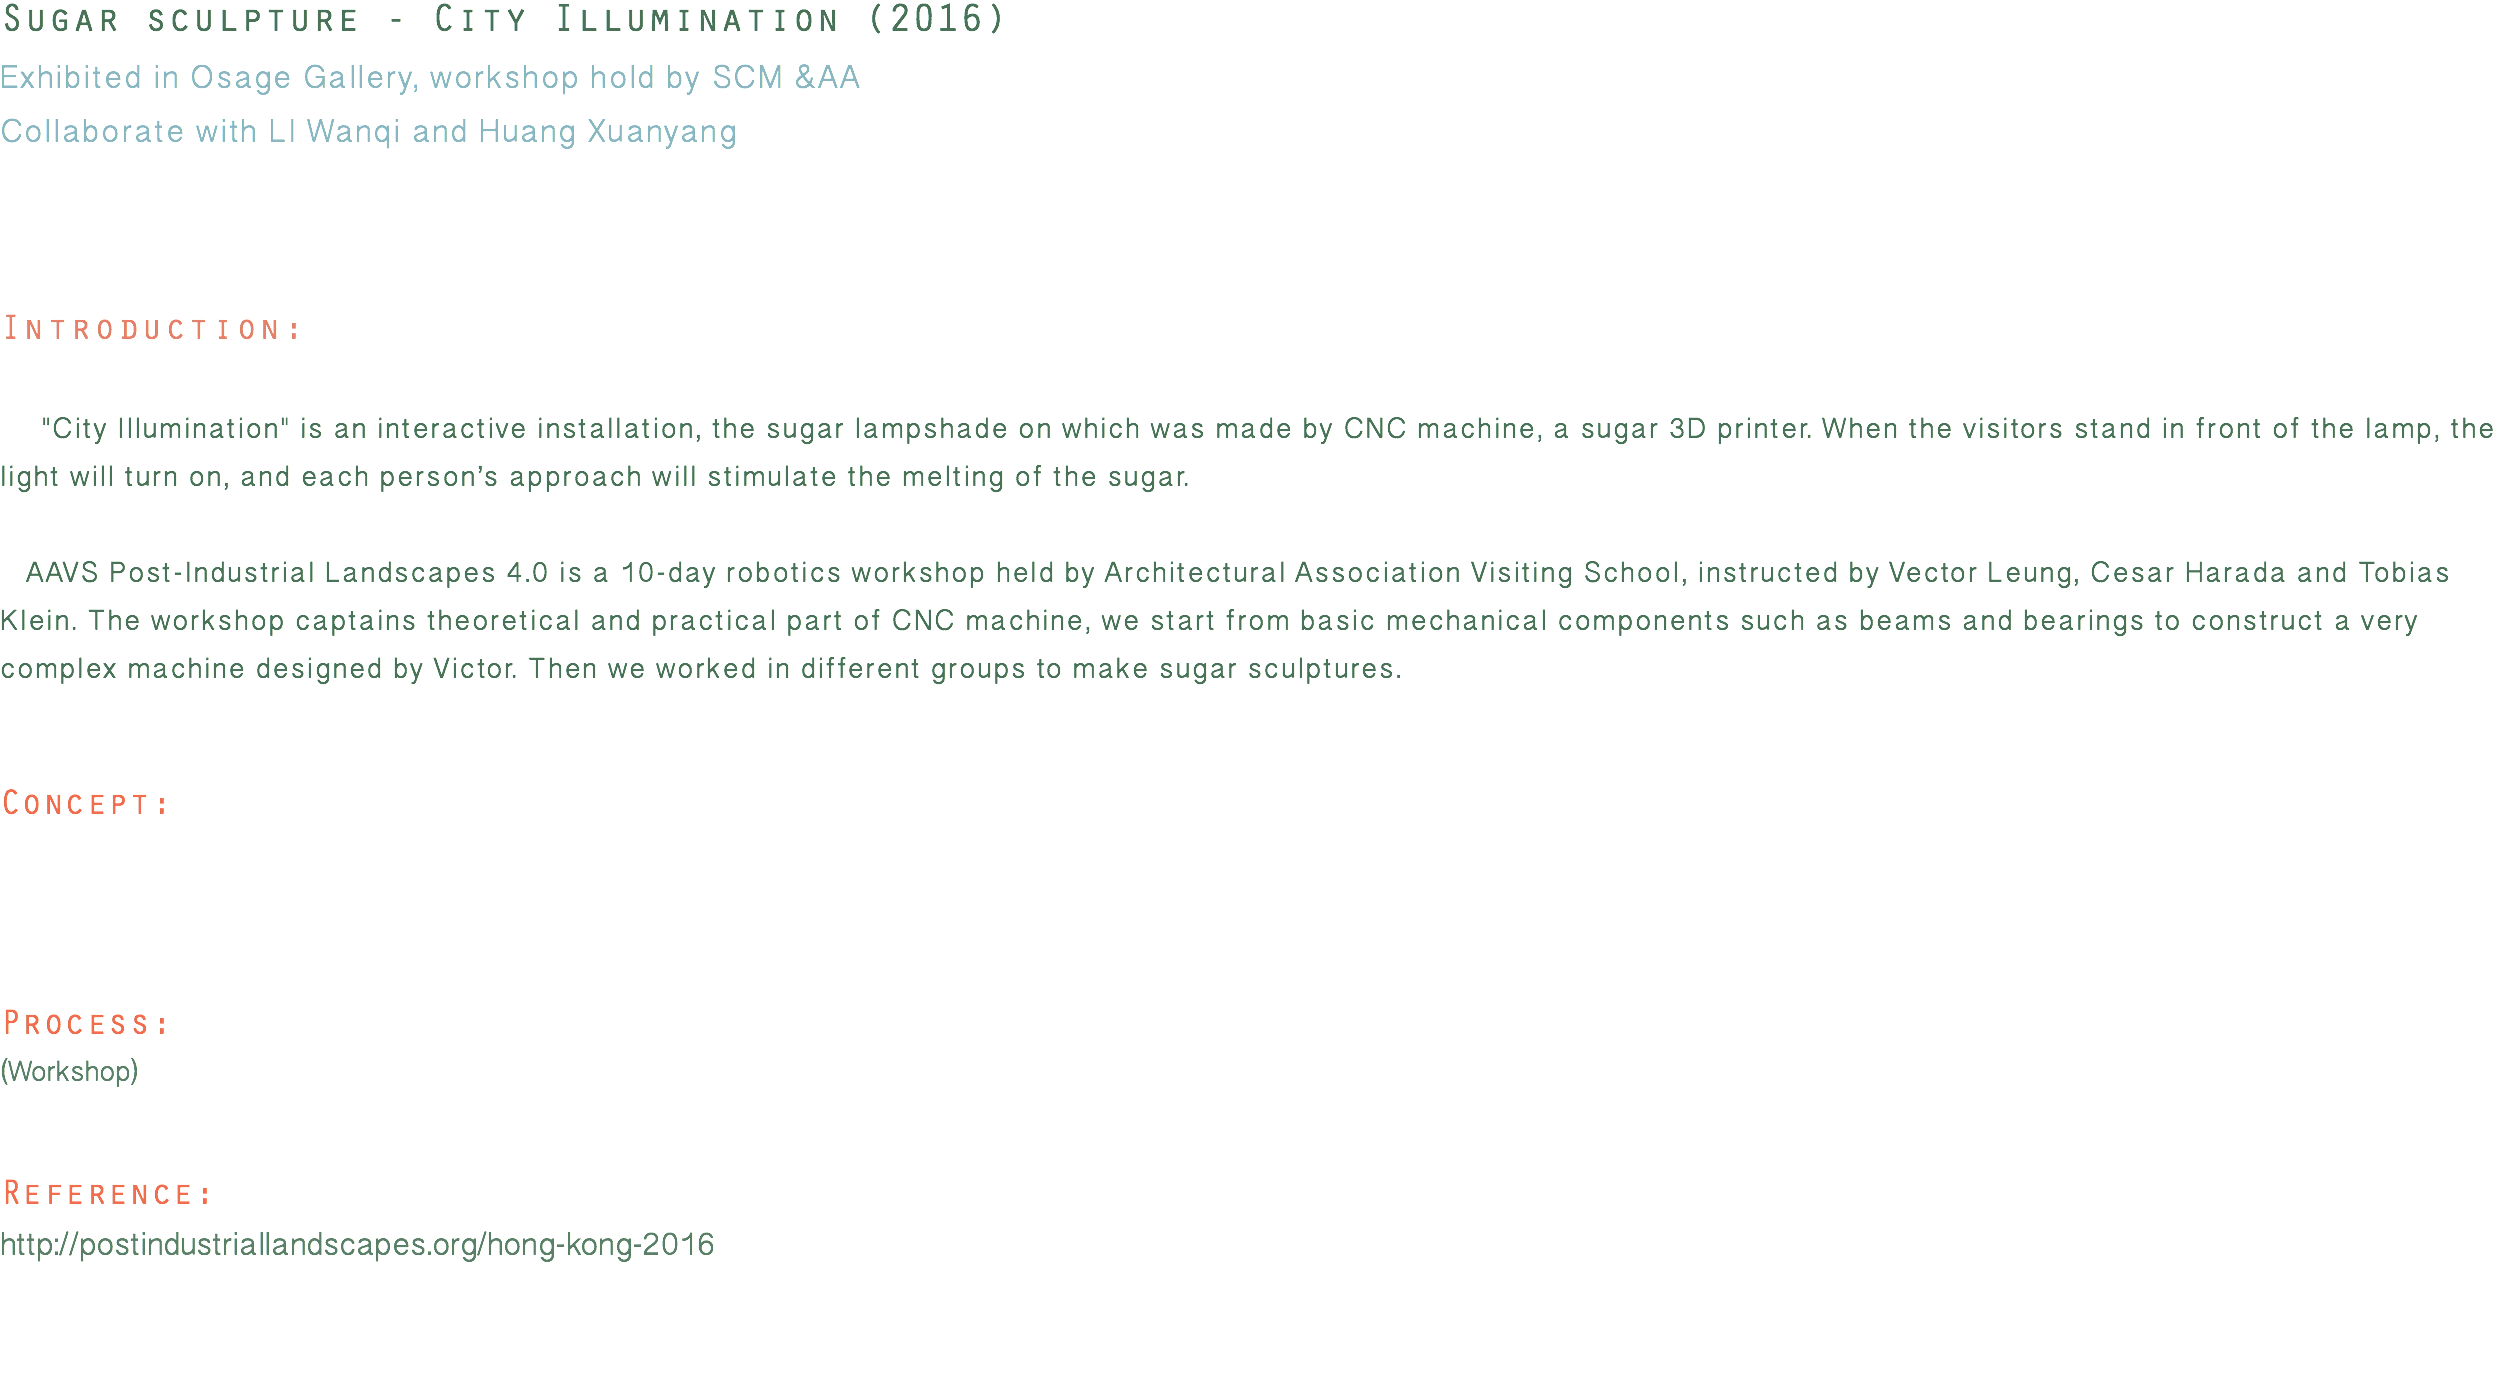 Sugar sculpture - City Illumination (2016)
Exhibited in Osage Gallery, workshop hold by SCM &AA
Collaborate with LI Wanqi and Huang Xuanyang
Introduction:
"City Illumination" is an interactive installation, the sugar lampshade on which was made by CNC machine, a sugar 3D printer. When the visitors stand in front of the lamp, the
light will turn on, and each person’s approach will stimulate the melting of the sugar.
AAVS Post-Industrial Landscapes 4.0 is a 10-day robotics workshop held by Architectural Association Visiting School, instructed by Vector Leung, Cesar Harada and Tobias
Klein. The workshop captains theoretical and practical part of CNC machine, we start from basic mechanical components such as beams and bearings to construct a very
complex machine designed by Victor. Then we worked in different groups to make sugar sculptures.
Concept:
Process:
(Workshop)
Reference:
http://postindustriallandscapes.org/hong-kong-2016